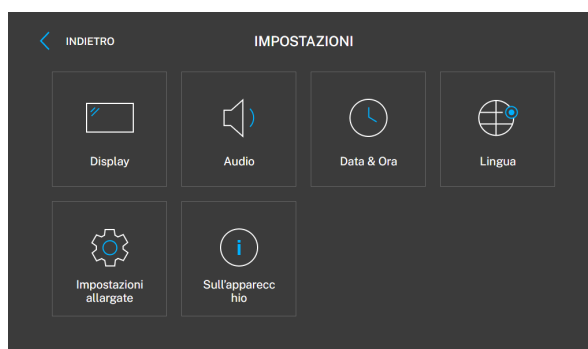 INDIETRO
IMPOSTAZIONI
Display
Audio
Data & Ora
Lingua
Impostazioni
allargate
Sull'apparecc
hio